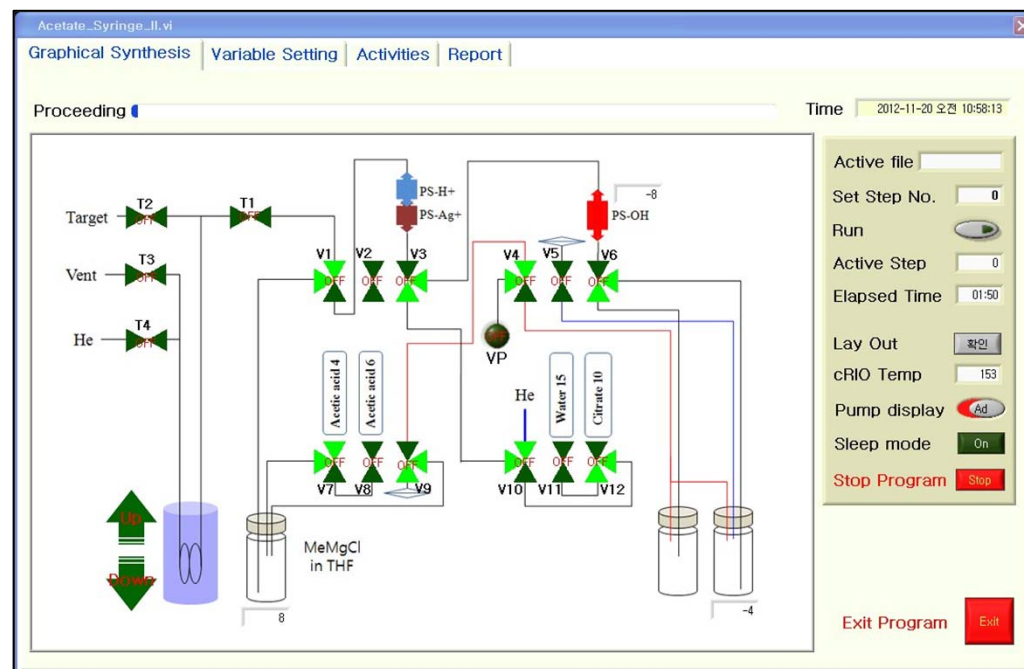 Acetate_Syringe_II.vi
Graphical Synthesis Variable Setting Activities Report
Proceeding
Time 2012-11-20 오전 10:58:13
Active file
Set Step No. 0
Run
Active Step 0
Elapsed Time 01:50
Lay Out 확인
cRIO Temp 153
Pump display Ad
Sleep mode On
Stop Program Stop
Exit Program Exit
PS-H+
PS-Ag+
PS-OH
-8
Target T2 OFF T1 OFF
Vent T3 OFF
He T4 OFF
V1 V2 V3 V4 V5 V6
OFF OFF OFF OFF OFF OFF
OFF
VP
Acetic acid 4
Acetic acid 6
He
Water 15
Citrate 10
OFF OFF OFF OFF OFF OFF
V7 V8 V9 V10 V11 V12
Up
Down
MeMgCl
in THF
8
-4